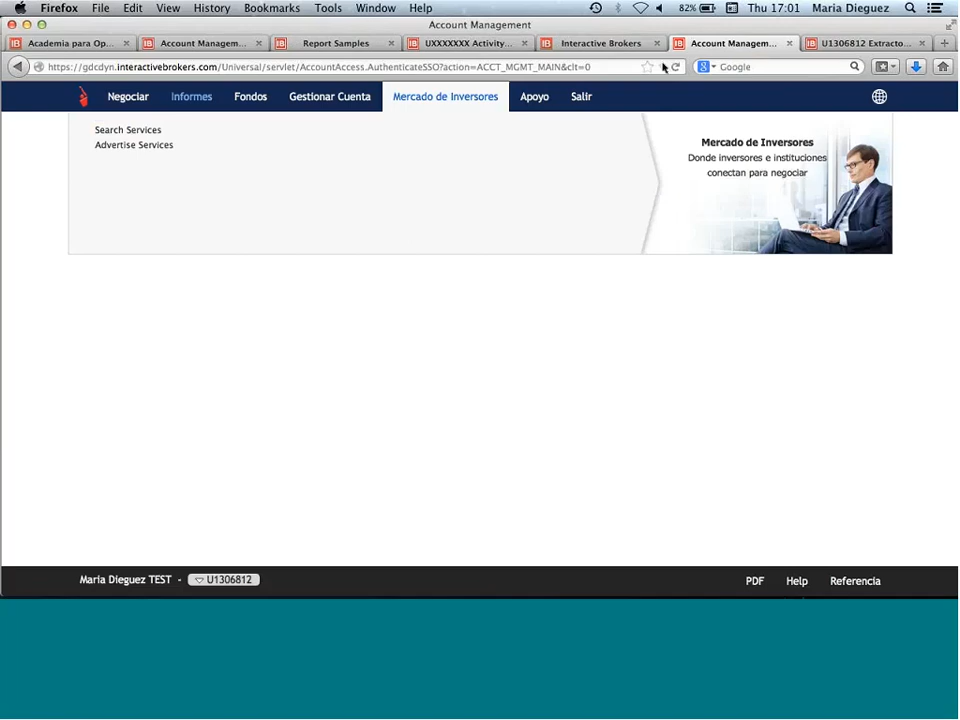 Firefox File Edit View History Bookmarks Tools Window Help 82% Thu 17:01 Maria Dieguez
Account Management
Academia para Op... Account Managem... Report Samples UXXXXXXX Activity... Interactive Brokers Account Managem... U1306812 Extracto...
https://gdcdyn.interactivebrokers.com/Universal/servlet/AccountAccess.AuthenticateSSO?action=ACCT_MGMT_MAIN&clt=0 Google
Negociar Informes Fondos Gestionar Cuenta Mercado de Inversores Apoyo Salir
Search Services
Advertise Services
Mercado de Inversores
Donde inversores e instituciones
conectan para negociar
Maria Dieguez TEST - U1306812 PDF Help Referencia